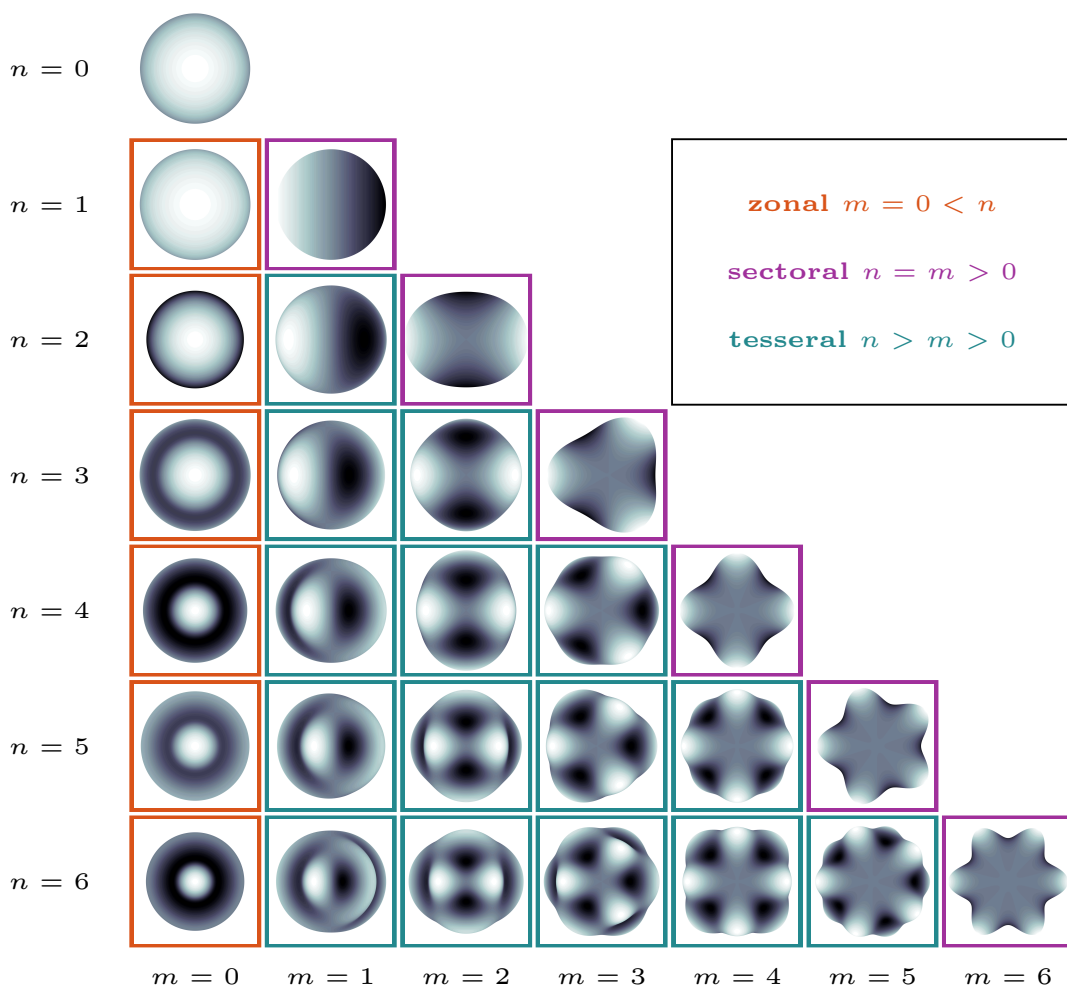 n = 0
n = 1
zonal m = 0 < n
sectoral n = m > 0
n = 2
tesseral n > m > 0
n = 3
n = 4
n = 5
n = 6
m = 0 m = 1 m = 2 m = 3 m = 4 m = 5 m = 6